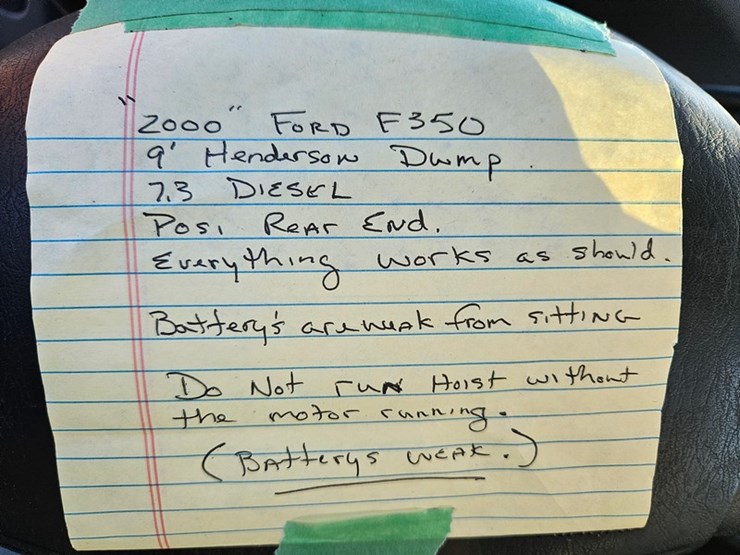 "2000" FORD F350
9' Henderson Dump.
7.3 DIESEL
Posi Rear End.
Everything works as should.
Battery's are weak from sitting
Do Not run Hoist without
the motor running.
(Batterys weak.)